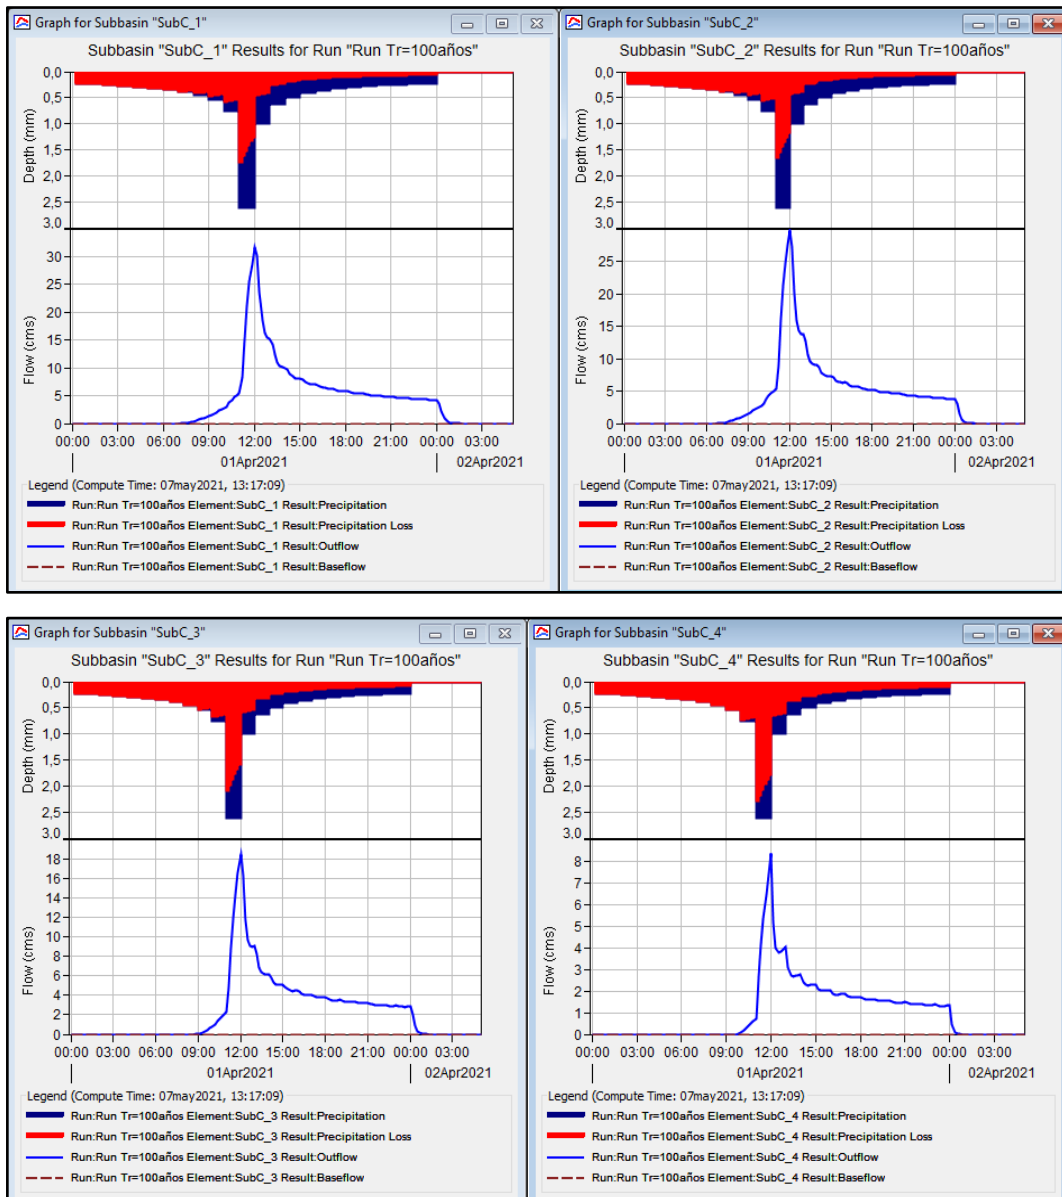 Graph for Subbasin "SubC_1"
Subbasin "SubC_1" Results for Run "Run Tr=100años"
0,0
0,5
1,0
1,5
2,0
2,5
3,0
Depth (mm)
30
25
20
15
10
5
0
Flow (cms)
00:00 03:00 06:00 09:00 12:00 15:00 18:00 21:00 00:00 03:00
01Apr2021 02Apr2021
Legend (Compute Time: 07may2021, 13:17:09)
Run:Run Tr=100años Element:SubC_1 Result:Precipitation
Run:Run Tr=100años Element:SubC_1 Result:Precipitation Loss
Run:Run Tr=100años Element:SubC_1 Result:Outflow
Run:Run Tr=100años Element:SubC_1 Result:Baseflow
Graph for Subbasin "SubC_2"
Subbasin "SubC_2" Results for Run "Run Tr=100años"
0,0
0,5
1,0
1,5
2,0
2,5
3,0
Depth (mm)
25
20
15
10
5
0
Flow (cms)
00:00 03:00 06:00 09:00 12:00 15:00 18:00 21:00 00:00 03:00
01Apr2021 02Apr2021
Legend (Compute Time: 07may2021, 13:17:09)
Run:Run Tr=100años Element:SubC_2 Result:Precipitation
Run:Run Tr=100años Element:SubC_2 Result:Precipitation Loss
Run:Run Tr=100años Element:SubC_2 Result:Outflow
Run:Run Tr=100años Element:SubC_2 Result:Baseflow
Graph for Subbasin "SubC_3"
Subbasin "SubC_3" Results for Run "Run Tr=100años"
0,0
0,5
1,0
1,5
2,0
2,5
3,0
Depth (mm)
18
16
14
12
10
8
6
4
2
0
Flow (cms)
00:00 03:00 06:00 09:00 12:00 15:00 18:00 21:00 00:00 03:00
01Apr2021 02Apr2021
Legend (Compute Time: 07may2021, 13:17:09)
Run:Run Tr=100años Element:SubC_3 Result:Precipitation
Run:Run Tr=100años Element:SubC_3 Result:Precipitation Loss
Run:Run Tr=100años Element:SubC_3 Result:Outflow
Run:Run Tr=100años Element:SubC_3 Result:Baseflow
Graph for Subbasin "SubC_4"
Subbasin "SubC_4" Results for Run "Run Tr=100años"
0,0
0,5
1,0
1,5
2,0
2,5
3,0
Depth (mm)
8
7
6
5
4
3
2
1
0
Flow (cms)
00:00 03:00 06:00 09:00 12:00 15:00 18:00 21:00 00:00 03:00
01Apr2021 02Apr2021
Legend (Compute Time: 07may2021, 13:17:09)
Run:Run Tr=100años Element:SubC_4 Result:Precipitation
Run:Run Tr=100años Element:SubC_4 Result:Precipitation Loss
Run:Run Tr=100años Element:SubC_4 Result:Outflow
Run:Run Tr=100años Element:SubC_4 Result:Baseflow